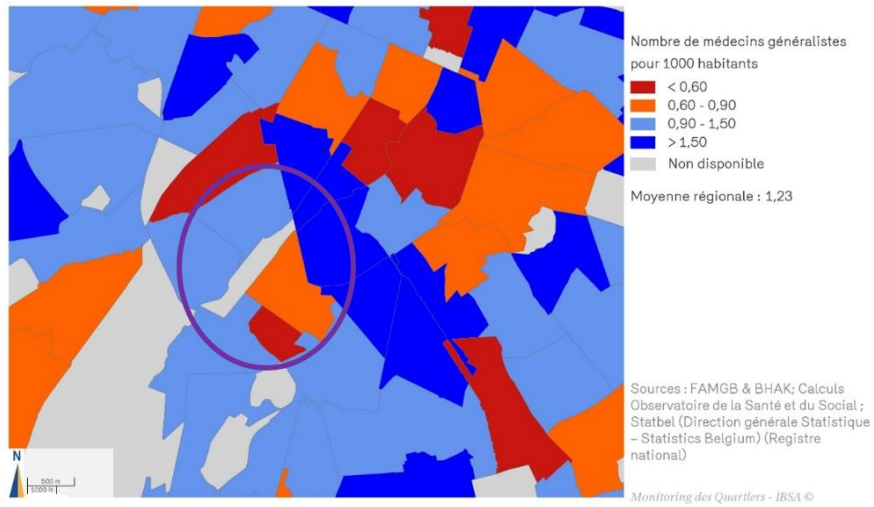 Nombre de médecins généralistes
pour 1000 habitants
< 0,60
0,60 - 0,90
0,90 - 1,50
> 1,50
Non disponible
Moyenne régionale : 1,23
Sources : FAMGB & BHAK; Calculs
Observatoire de la Santé et du Social ;
Statbel (Direction générale Statistique
– Statistics Belgium) (Registre
national)
N
500 m
1000 ft
Monitoring des Quartiers - IBSA ©